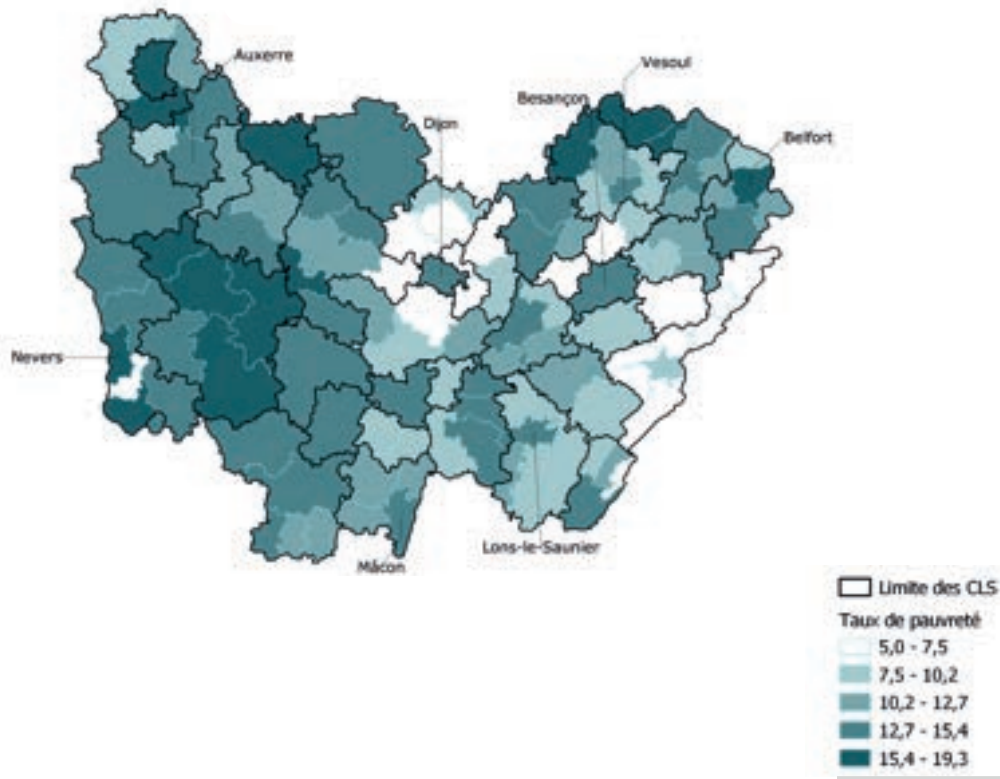 Auxerre
Vesoul
Besançon
Dijon
Belfort
Nevers
Lons-le-Saunier
Mâcon
Limite des CLS
Taux de pauvreté
5,0 - 7,5
7,5 - 10,2
10,2 - 12,7
12,7 - 15,4
15,4 - 19,3